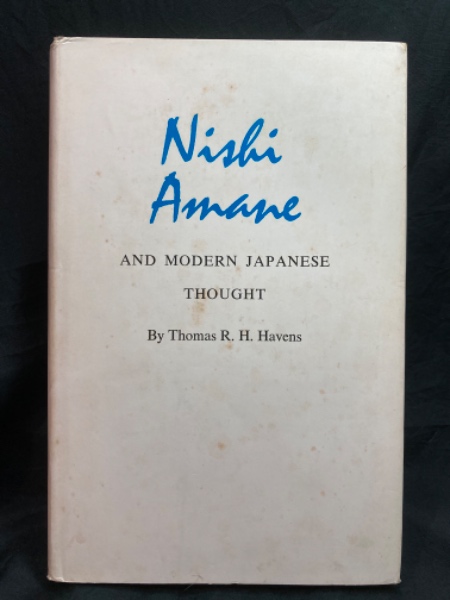 Nishi
Amane
AND MODERN JAPANESE
THOUGHT
By Thomas R. H. Havens